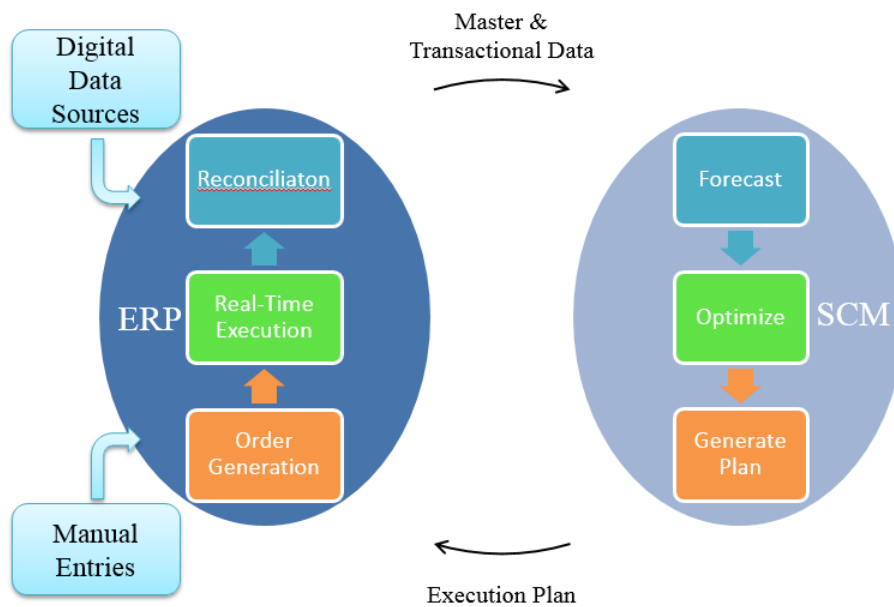 Digital
Data
Sources
Master &
Transactional Data
Reconciliaton
Forecast
ERP
Real-Time
Execution
Optimize
SCM
Order
Generation
Generate
Plan
Manual
Entries
Execution Plan